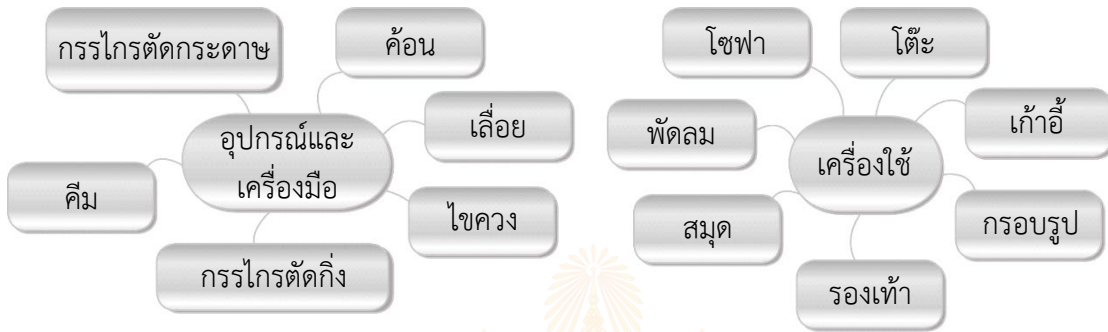 กรรไกรตัดกระดาษ
ค้อน
เลื่อย
อุปกรณ์และ
เครื่องมือ
คีม
ไขควง
กรรไกรตัดกิ่ง
โซฟา
โต๊ะ
เก้าอี้
พัดลม
เครื่องใช้
สมุด
กรอบรูป
รองเท้า